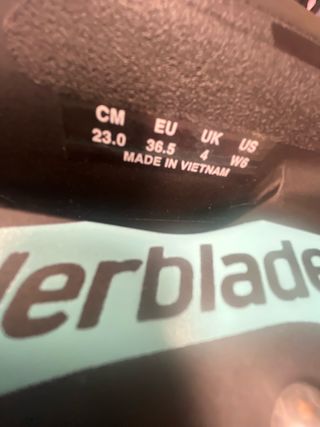 CM EU UK US
23.0 36.5 4 W6
MADE IN VIETNAM
erblade